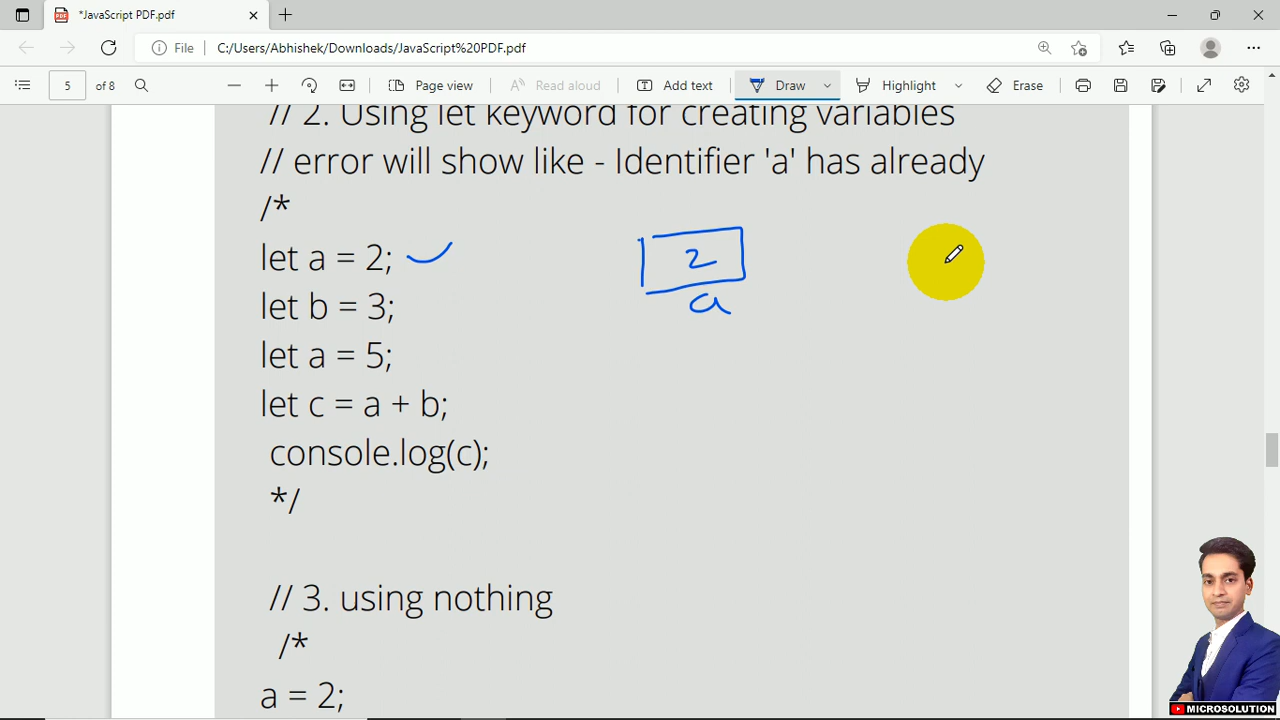 *JavaScript PDF.pdf
File C:/Users/Abhishek/Downloads/JavaScript%20PDF.pdf
5 of 8 Page view Read aloud Add text Draw Highlight Erase
// 2. Using let keyword for creating variables
// error will show like - Identifier 'a' has already
/*
let a = 2;
2
a
let b = 3;
let a = 5;
let c = a + b;
console.log(c);
*/
// 3. using nothing
/*
a = 2;
MICROSOLUTION